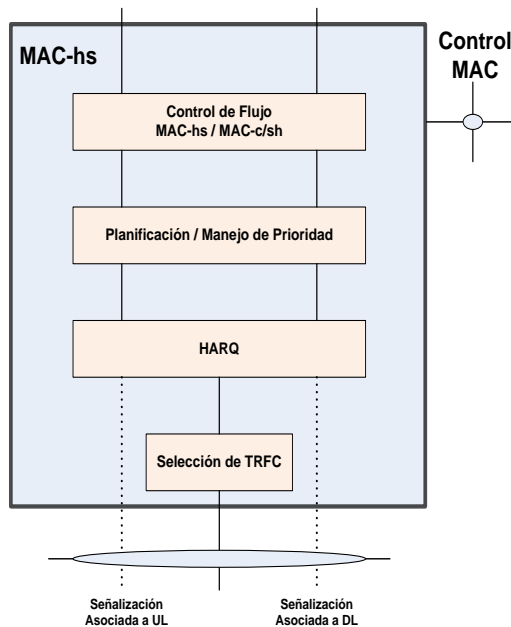 MAC-hs
Control
MAC
Control de Flujo
MAC-hs / MAC-c/sh
Planificación / Manejo de Prioridad
HARQ
Selección de TRFC
Señalización
Asociada a UL
Señalización
Asociada a DL